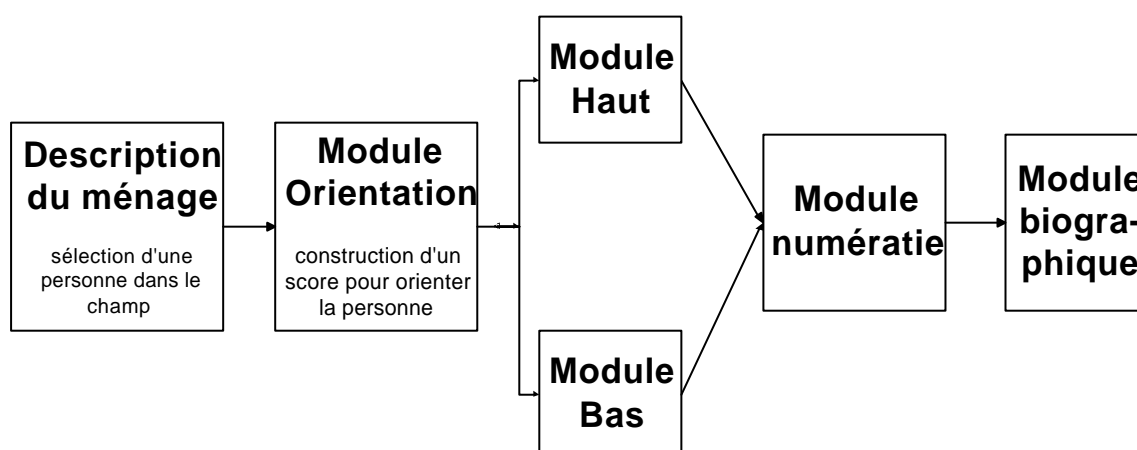 Description
du ménage
sélection d'une
personne dans le
champ
Module
Orientation
construction d'un
score pour orienter
la personne
Module
Haut
Module
Bas
Module
numératie
Module
biogra-
phique